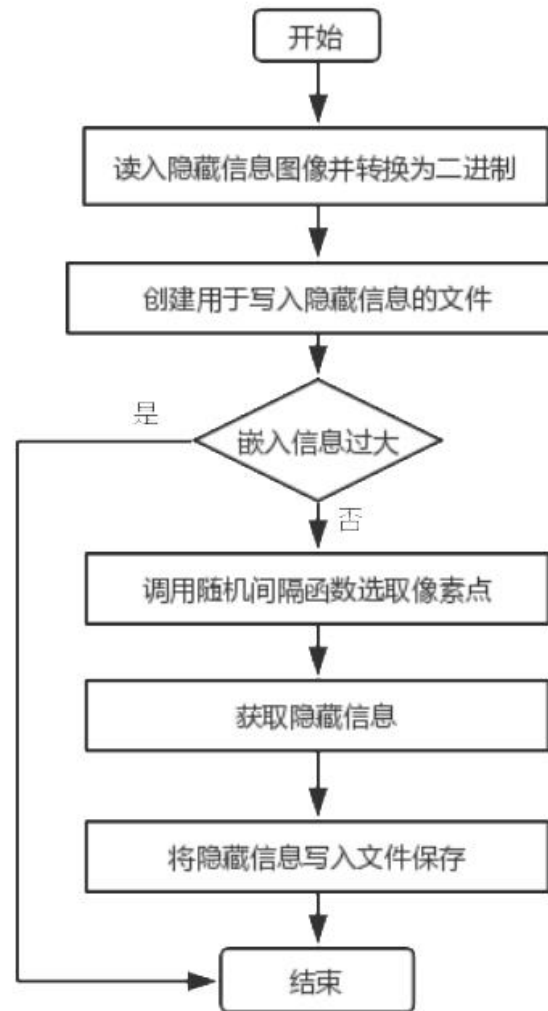 开始
读入隐藏信息图像并转换为二进制
创建用于写入隐藏信息的文件
是
嵌入信息过大
否
调用随机间隔函数选取像素点
获取隐藏信息
将隐藏信息写入文件保存
结束